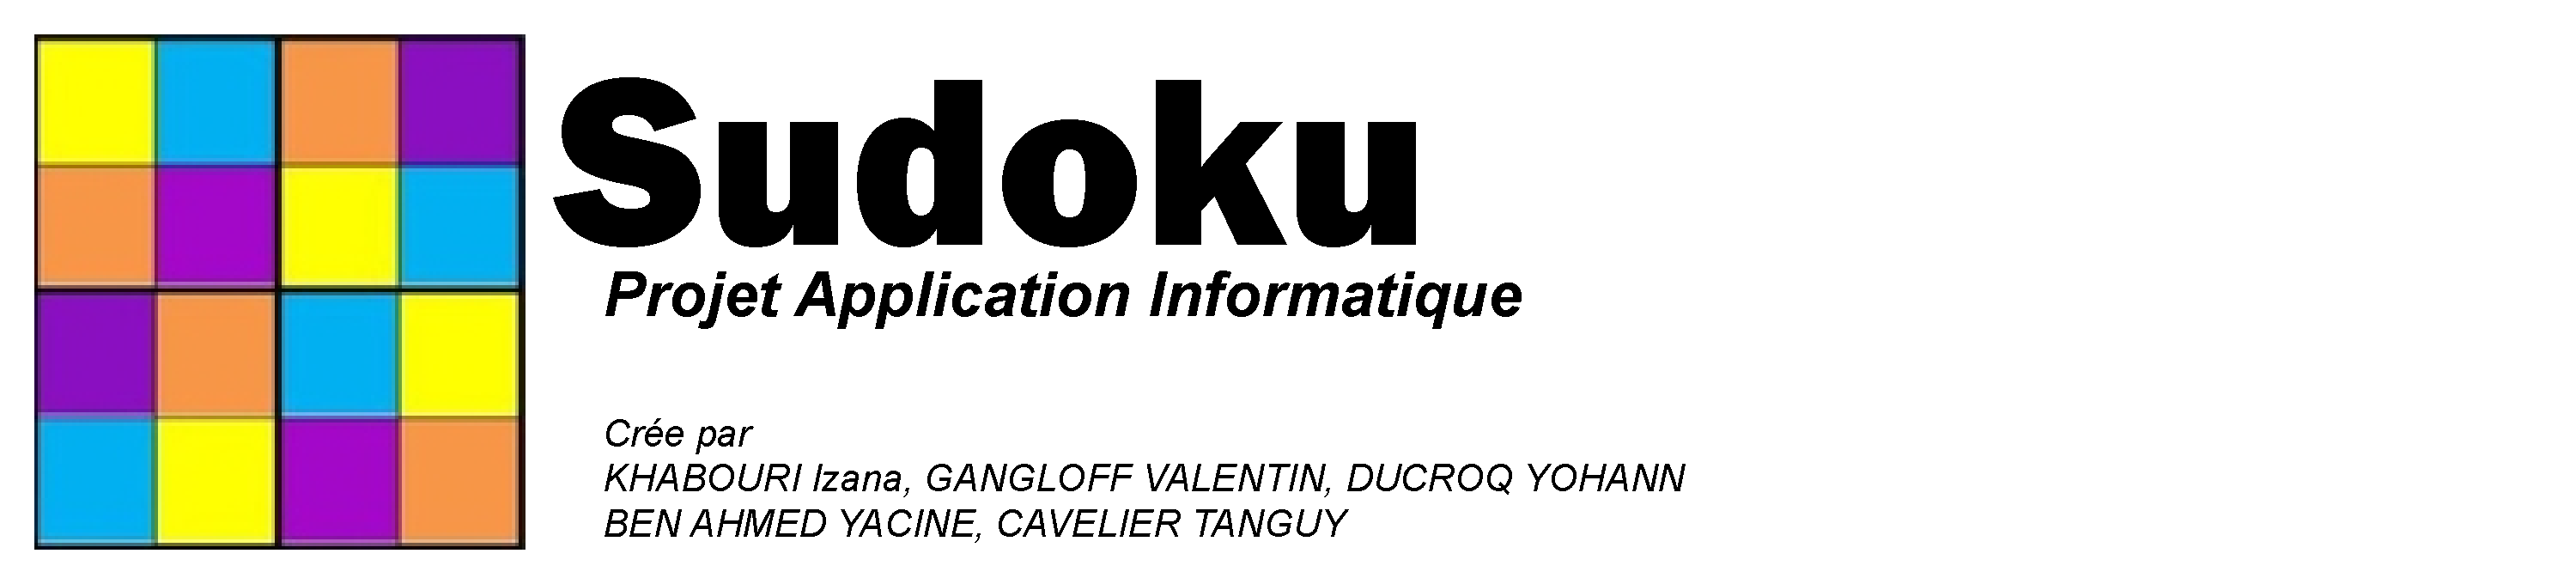 Sudoku
Projet Application Informatique
Crée par
KHABOURI Izana, GANGLOFF VALENTIN, DUCROQ YOHANN
BEN AHMED YACINE, CAVELIER TANGUY